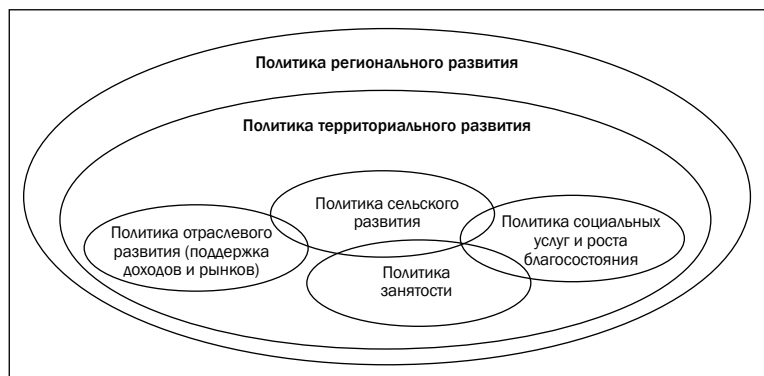 Политика регионального развития
Политика территориального развития
Политика сельского
развития
Политика отраслевого
развития (поддержка
доходов и рынков)
Политика социальных
услуг и роста
благосостояния
Политика
занятости